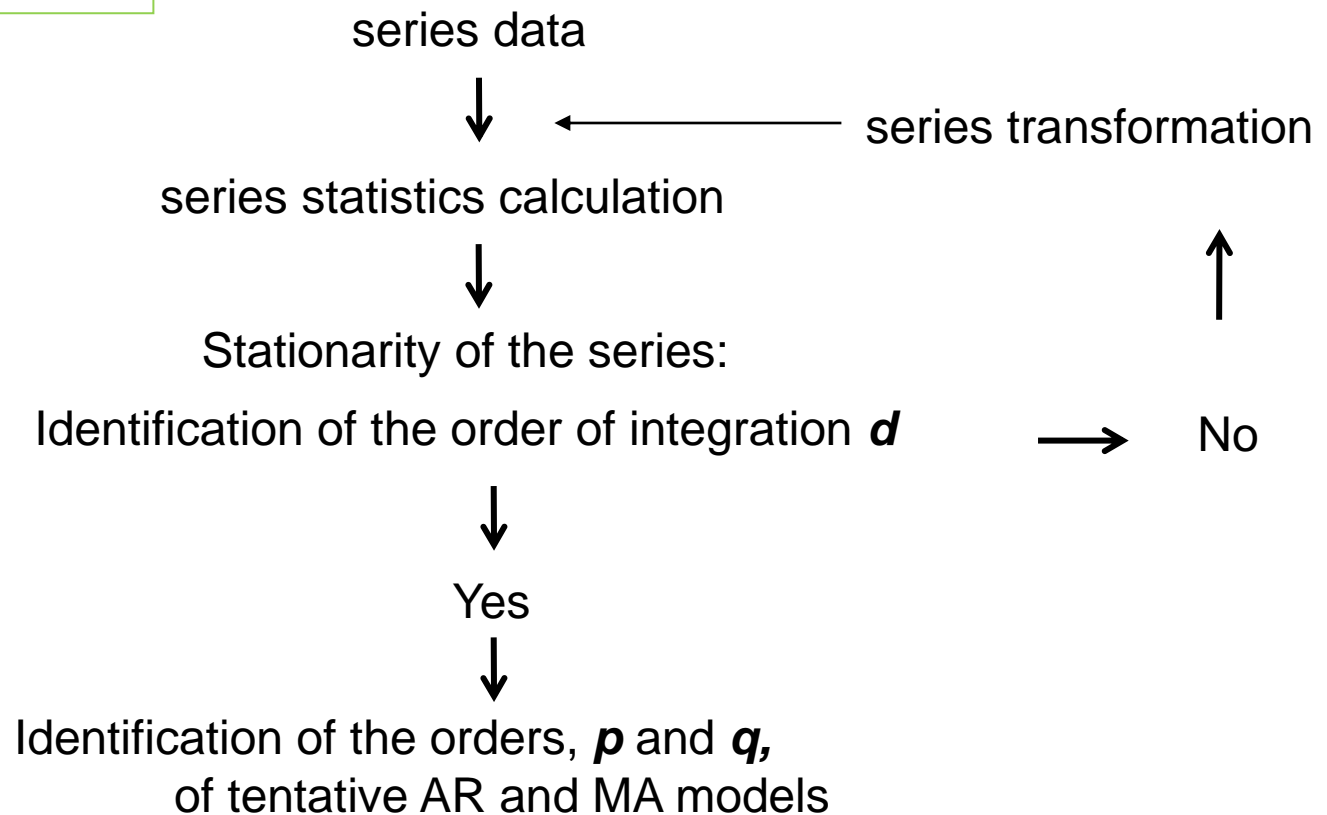 series data
series transformation
series statistics calculation
Stationarity of the series:
Identification of the order of integration d
No
Yes
Identification of the orders, p and q,
of tentative AR and MA models